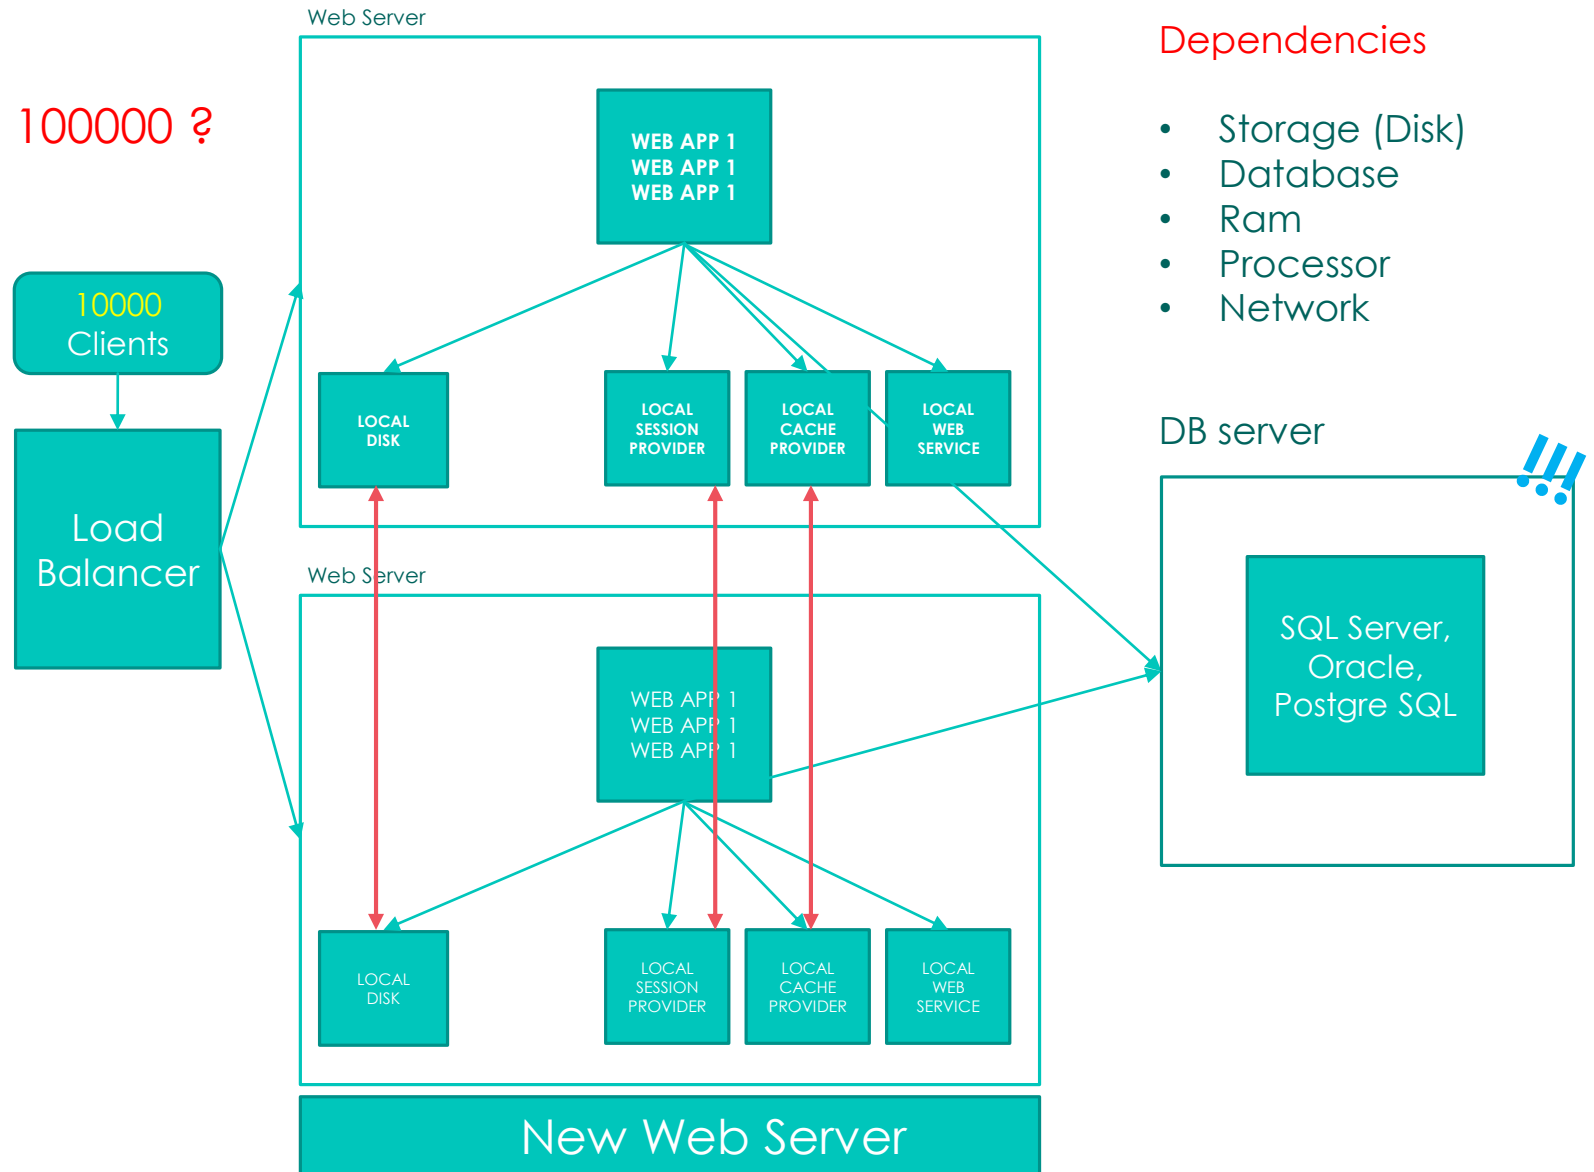 Web Server
Dependencies
100000 ?
WEB APP 1
WEB APP 1
WEB APP 1
• Storage (Disk)
• Database
• Ram
• Processor
• Network
10000
Clients
LOCAL
DISK
LOCAL
SESSION
PROVIDER
LOCAL
CACHE
PROVIDER
LOCAL
WEB
SERVICE
DB server
!!!
Load
Balancer
Web Server
SQL Server,
Oracle,
Postgre SQL
WEB APP 1
WEB APP 1
WEB APP 1
LOCAL
DISK
LOCAL
SESSION
PROVIDER
LOCAL
CACHE
PROVIDER
LOCAL
WEB
SERVICE
New Web Server